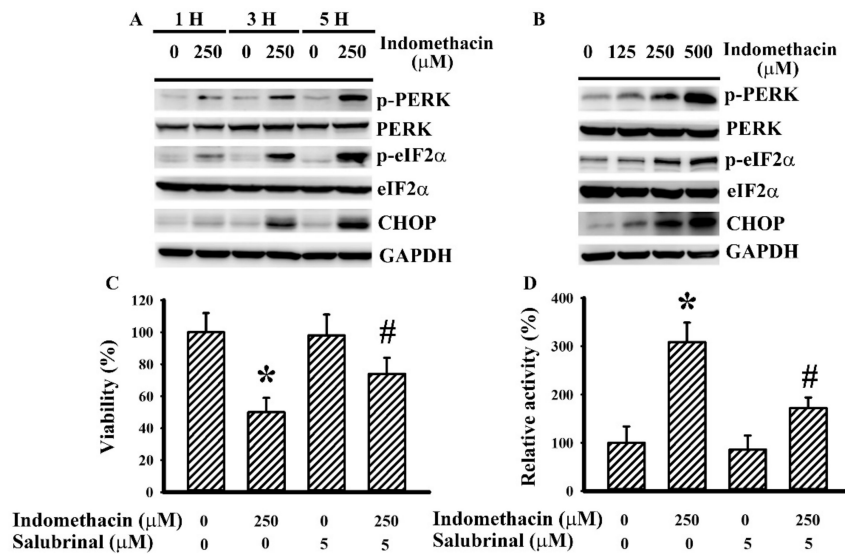 A
1 H 3 H 5 H
0 250 0 250 0 250 Indomethacin
(μM)
p-PERK
PERK
p-eIF2α
eIF2α
CHOP
GAPDH
B
0 125 250 500 Indomethacin
(μM)
p-PERK
PERK
p-eIF2α
eIF2α
CHOP
GAPDH
C
Viability (%)
120
100
80
60
40
20
0
*
#
Indomethacin (μM) 0 250 0 250
Salubrinal (μM) 0 0 5 5
D
Relative activity (%)
400
300
200
100
0
*
#
Indomethacin (μM) 0 250 0 250
Salubrinal (μM) 0 0 5 5